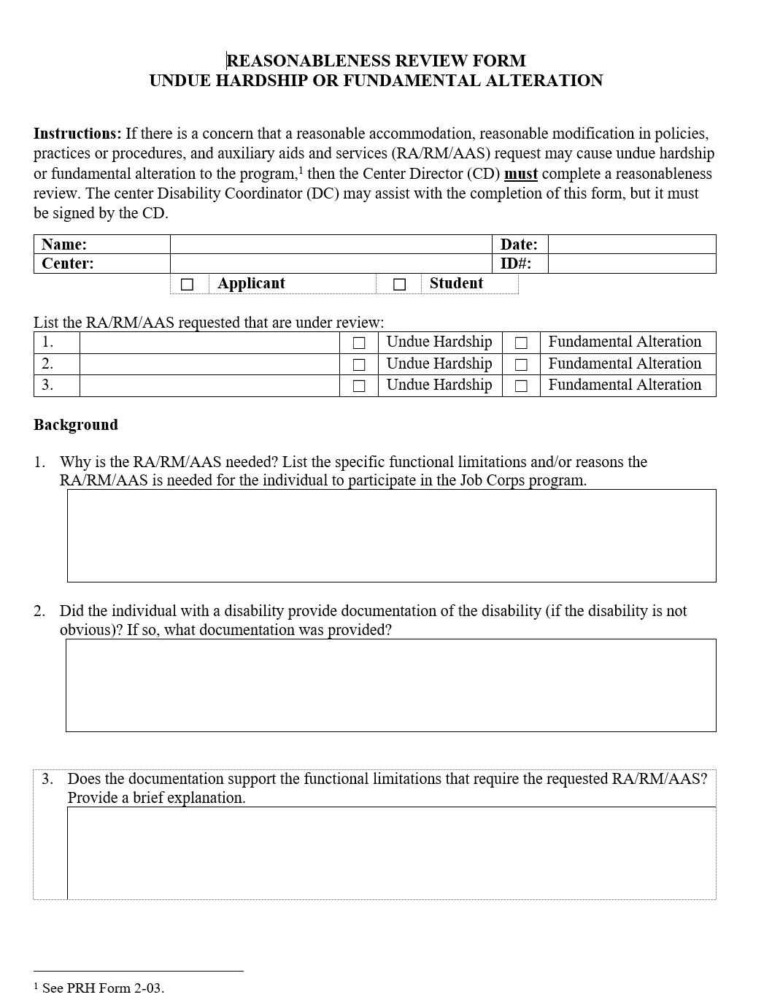 REASONABLENESS REVIEW FORM
UNDUE HARDSHIP OR FUNDAMENTAL ALTERATION
Instructions: If there is a concern that a reasonable accommodation, reasonable modification in policies,
practices or procedures, and auxiliary aids and services (RA/RM/AAS) request may cause undue hardship
or fundamental alteration to the program,¹ then the Center Director (CD) must complete a reasonableness
review. The center Disability Coordinator (DC) may assist with the completion of this form, but it must
be signed by the CD.
Name: Date:
Center: ID#:
☐ Applicant ☐ Student
List the RA/RM/AAS requested that are under review:
1. ☐ Undue Hardship ☐ Fundamental Alteration
2. ☐ Undue Hardship ☐ Fundamental Alteration
3. ☐ Undue Hardship ☐ Fundamental Alteration
Background
1. Why is the RA/RM/AAS needed? List the specific functional limitations and/or reasons the
RA/RM/AAS is needed for the individual to participate in the Job Corps program.
2. Did the individual with a disability provide documentation of the disability (if the disability is not
obvious)? If so, what documentation was provided?
3. Does the documentation support the functional limitations that require the requested RA/RM/AAS?
Provide a brief explanation.
¹ See PRH Form 2-03.